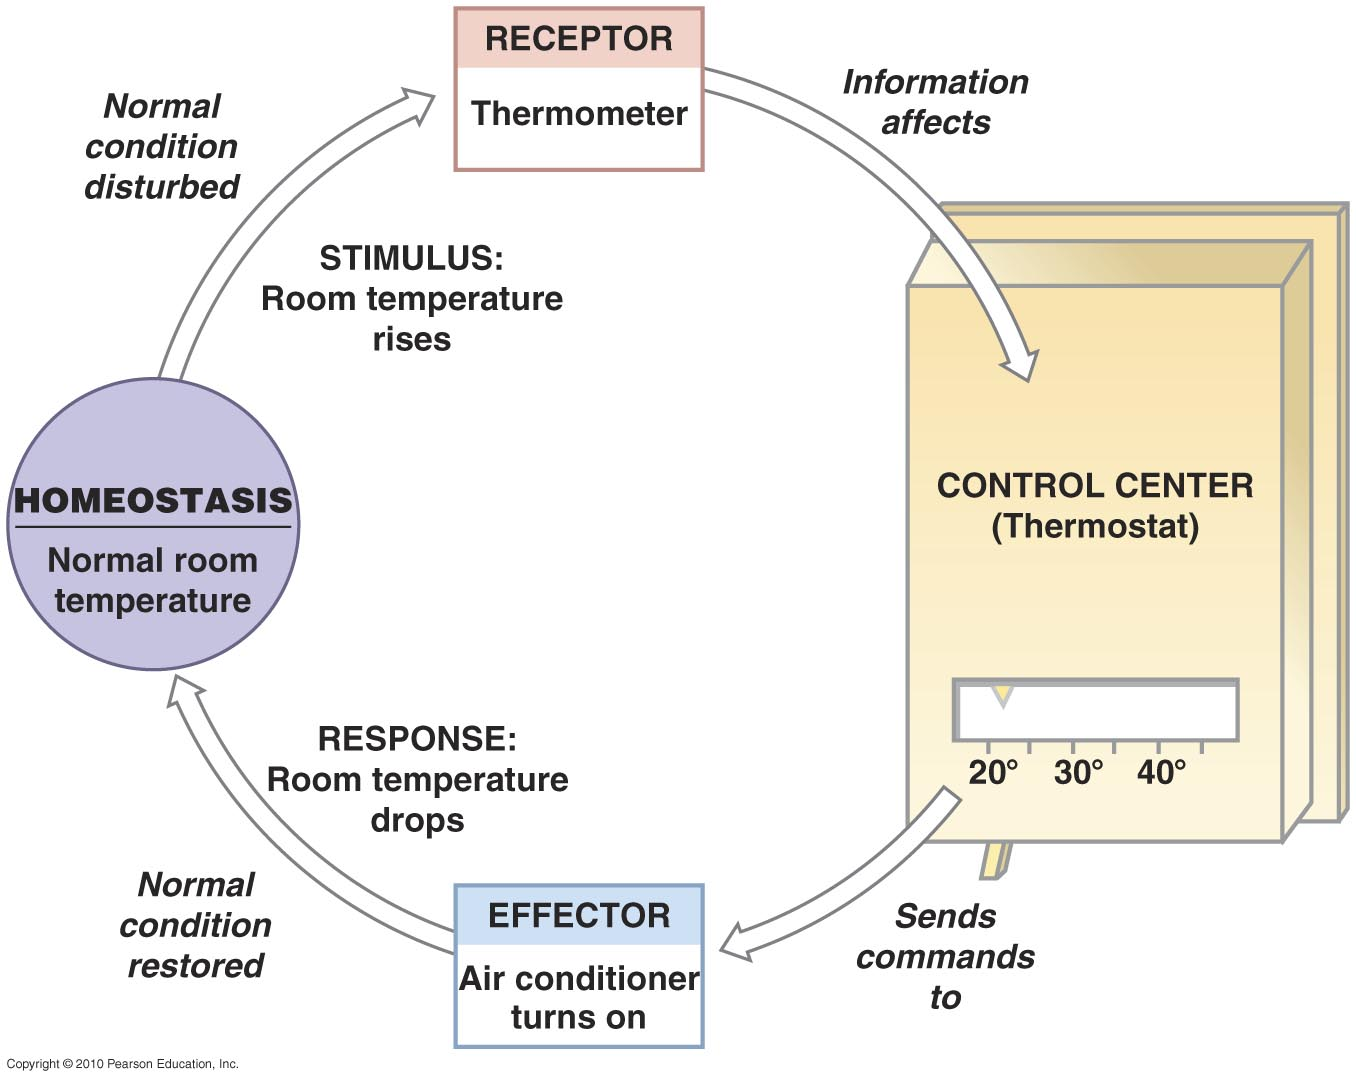 RECEPTOR
Thermometer
Information
affects
Normal
condition
disturbed
STIMULUS:
Room temperature
rises
HOMEOSTASIS
Normal room
temperature
CONTROL CENTER
(Thermostat)
20° 30° 40°
RESPONSE:
Room temperature
drops
Normal
condition
restored
EFFECTOR
Air conditioner
turns on
Sends
commands
to
Copyright © 2010 Pearson Education, Inc.